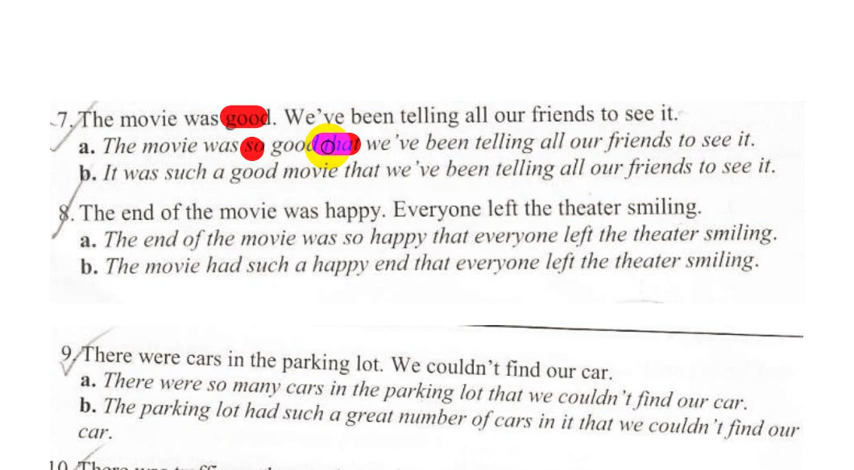 7. The movie was good. We've been telling all our friends to see it.
a. The movie was so good that we've been telling all our friends to see it.
b. It was such a good movie that we've been telling all our friends to see it.
8. The end of the movie was happy. Everyone left the theater smiling.
a. The end of the movie was so happy that everyone left the theater smiling.
b. The movie had such a happy end that everyone left the theater smiling.
9. There were cars in the parking lot. We couldn't find our car.
a. There were so many cars in the parking lot that we couldn't find our car.
b. The parking lot had such a great number of cars in it that we couldn't find our
car.
10. There was